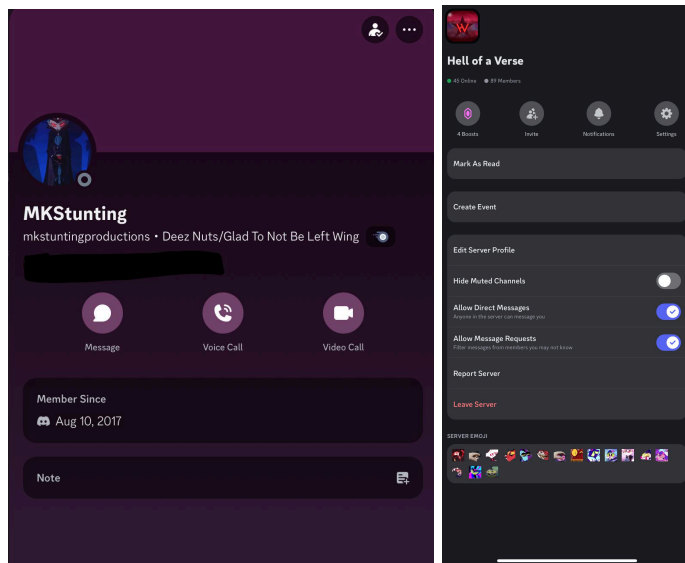 MKStunting
mkstuntingproductions • Deez Nuts/Glad To Not Be Left Wing
Message
Voice Call
Video Call
Member Since
Aug 10, 2017
Note
W
Hell of a Verse
45 Online
89 Members
4 Boosts
Invite
Notifications
Settings
Mark As Read
Create Event
Edit Server Profile
Hide Muted Channels
Allow Direct Messages
Anyone in the server can message you
Allow Message Requests
Filter messages from members you may not know
Report Server
Leave Server
SERVER EMOJI